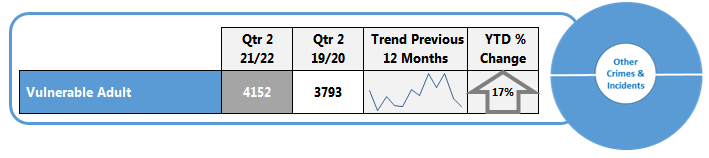 Qtr 2 Qtr 2 Trend Previous YTD %
21/22 19/20 12 Months Change
Vulnerable Adult 4152 3793 17%
Other
Crimes &
Incidents